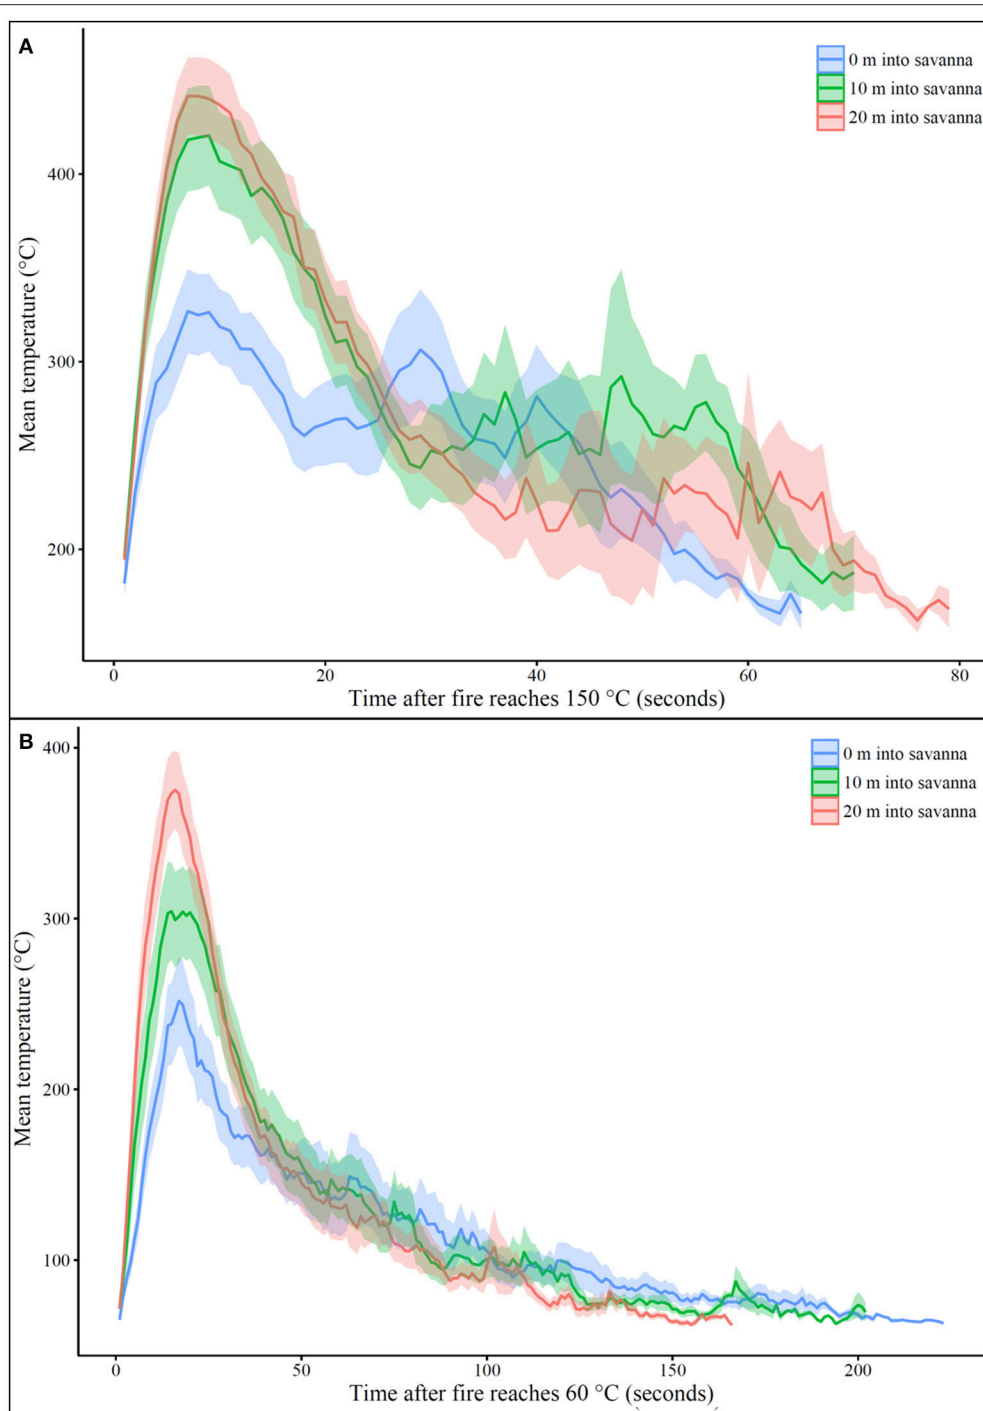 A
0 m into savanna
10 m into savanna
20 m into savanna
400
300
200
Mean temperature (°C)
0 20 40 60 80
Time after fire reaches 150 °C (seconds)
B
0 m into savanna
10 m into savanna
20 m into savanna
400
300
200
100
Mean temperature (°C)
0 50 100 150 200
Time after fire reaches 60 °C (seconds)